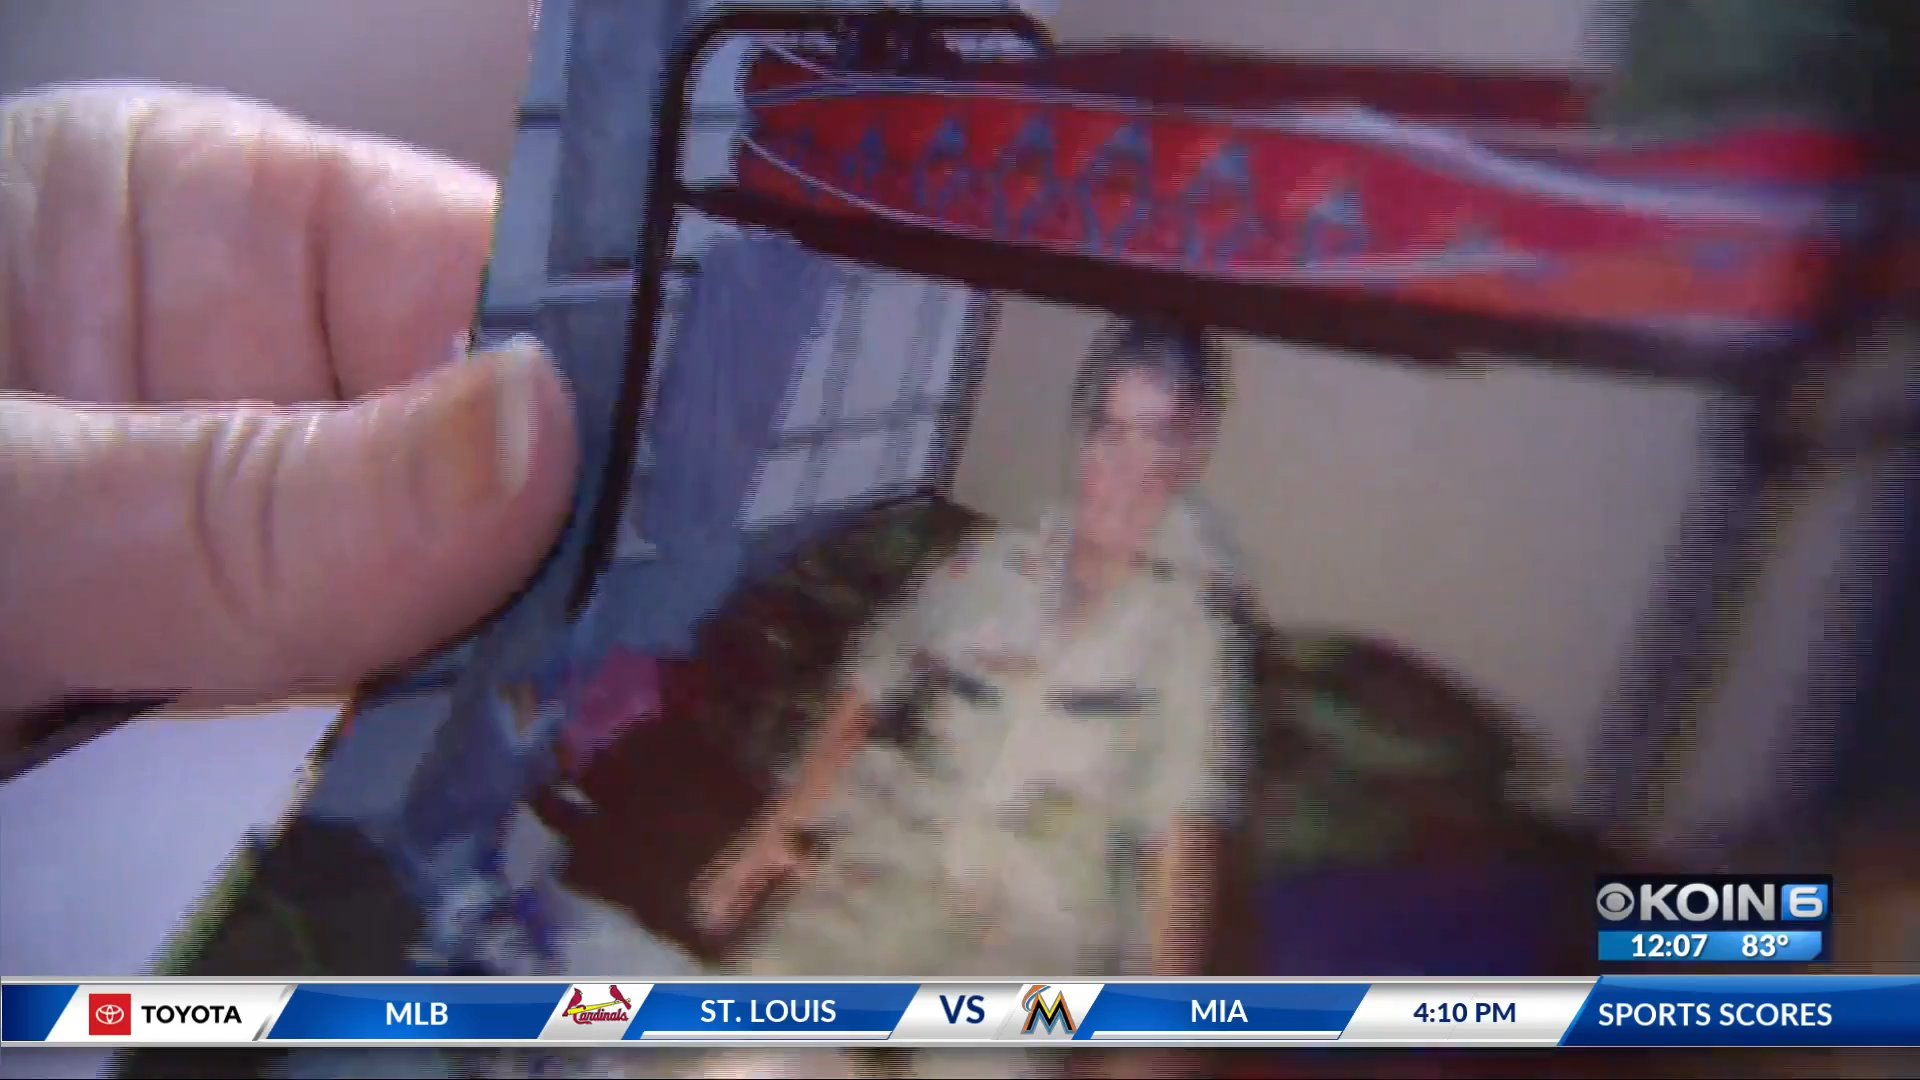 KOIN 6
12:07 83°
TOYOTA MLB Cardinals ST. LOUIS VS M MIA 4:10 PM SPORTS SCORES